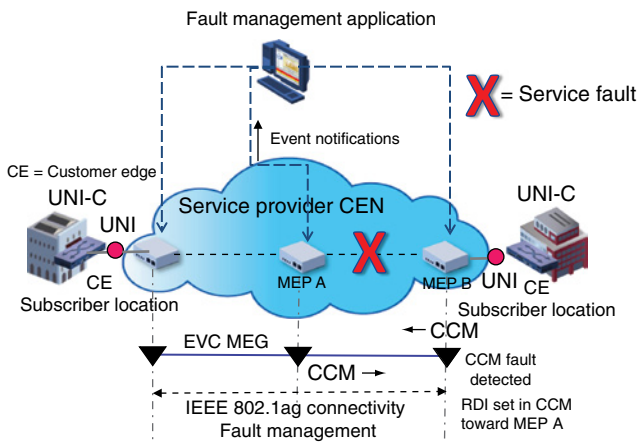 Fault management application
X = Service fault
Event notifications
CE = Customer edge
UNI-C
UNI
Service provider CEN
UNI-C
X
CE
MEP A
MEP B
UNI
CE
Subscriber location
Subscriber location
CCM
EVC MEG
CCM
CCM fault
detected
IEEE 802.1ag connectivity
Fault management
RDI set in CCM
toward MEP A